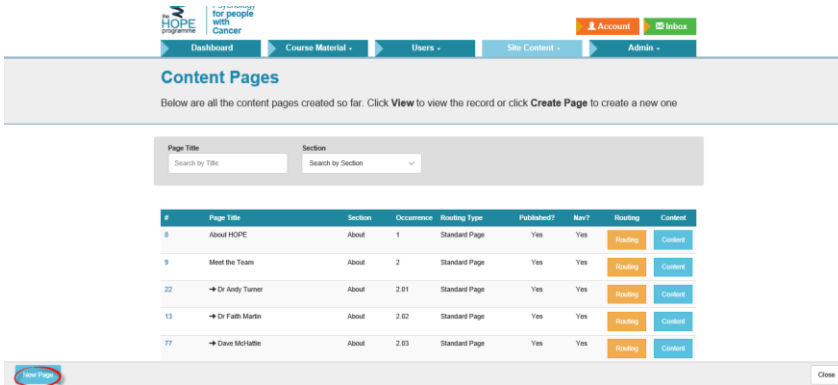 the
HOPE
programme
for people
with
Cancer
Account
Inbox
Dashboard
Course Material
Users
Site Content
Admin
Content Pages
Below are all the content pages created so far. Click View to view the record or click Create Page to create a new one
Page Title Section
Search by Title Search by Section
# Page Title Section Occurrence Routing Type Published? Nav? Routing Content
8 About HOPE About 1 Standard Page Yes Yes Routing Content
9 Meet the Team About 2 Standard Page Yes Yes Routing Content
22 → Dr Andy Turner About 2.01 Standard Page Yes Yes Routing Content
13 → Dr Faith Martin About 2.02 Standard Page Yes Yes Routing Content
77 → Dave McHattie About 2.03 Standard Page Yes Yes Routing Content
New Page Close